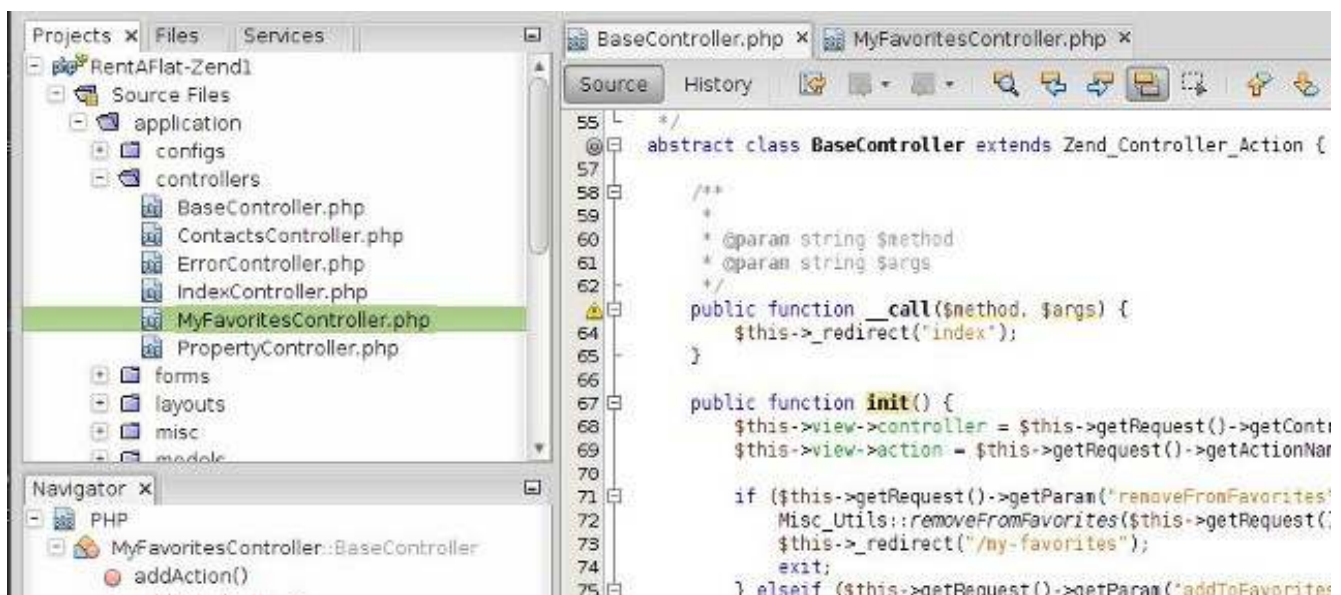 Projects Files Services
RentAFlat-Zend1
Source Files
application
configs
controllers
BaseController.php
ContactsController.php
ErrorController.php
IndexController.php
MyFavoritesController.php
PropertyController.php
forms
layouts
misc
models
Navigator
PHP
MyFavoritesController::BaseController
addAction()
BaseController.php MyFavoritesController.php
Source History
55 */
abstract class BaseController extends Zend_Controller_Action {
57
58 /**
59 *
60 * @param string $method
61 * @param string $args
62 */
public function __call($method, $args) {
64 $this->_redirect("index");
65 }
66
67 public function init() {
68 $this->view->controller = $this->getRequest()->getContr
69 $this->view->action = $this->getRequest()->getActionNam
70
71 if ($this->getRequest()->getParam("removeFromFavorites"
72 Misc_Utils::removeFromFavorites($this->getRequest()
73 $this->_redirect("/my-favorites");
74 exit;
75 } elseif ($this->getRequest()->getParam("addToFavorites